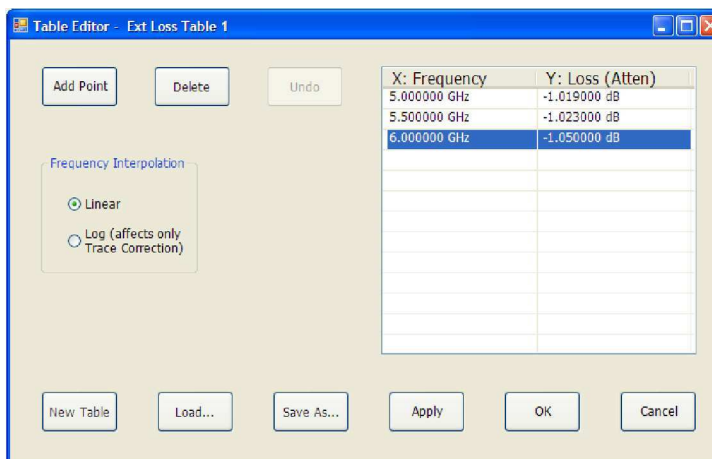 Table Editor - Ext Loss Table 1
Add Point
Delete
Undo
X: Frequency Y: Loss (Atten)
5.000000 GHz -1.019000 dB
5.500000 GHz -1.023000 dB
6.000000 GHz -1.050000 dB
Frequency Interpolation
Linear
Log (affects only
Trace Correction)
New Table
Load...
Save As...
Apply
OK
Cancel